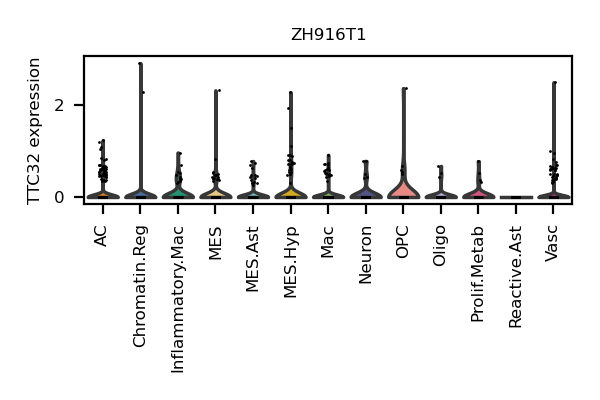 ZH916T1
TTC32 expression
2
0
AC
Chromatin.Reg
Inflammatory.Mac
MES
MES.Ast
MES.Hyp
Mac
Neuron
OPC
Oligo
Prolif.Metab
Reactive.Ast
Vasc